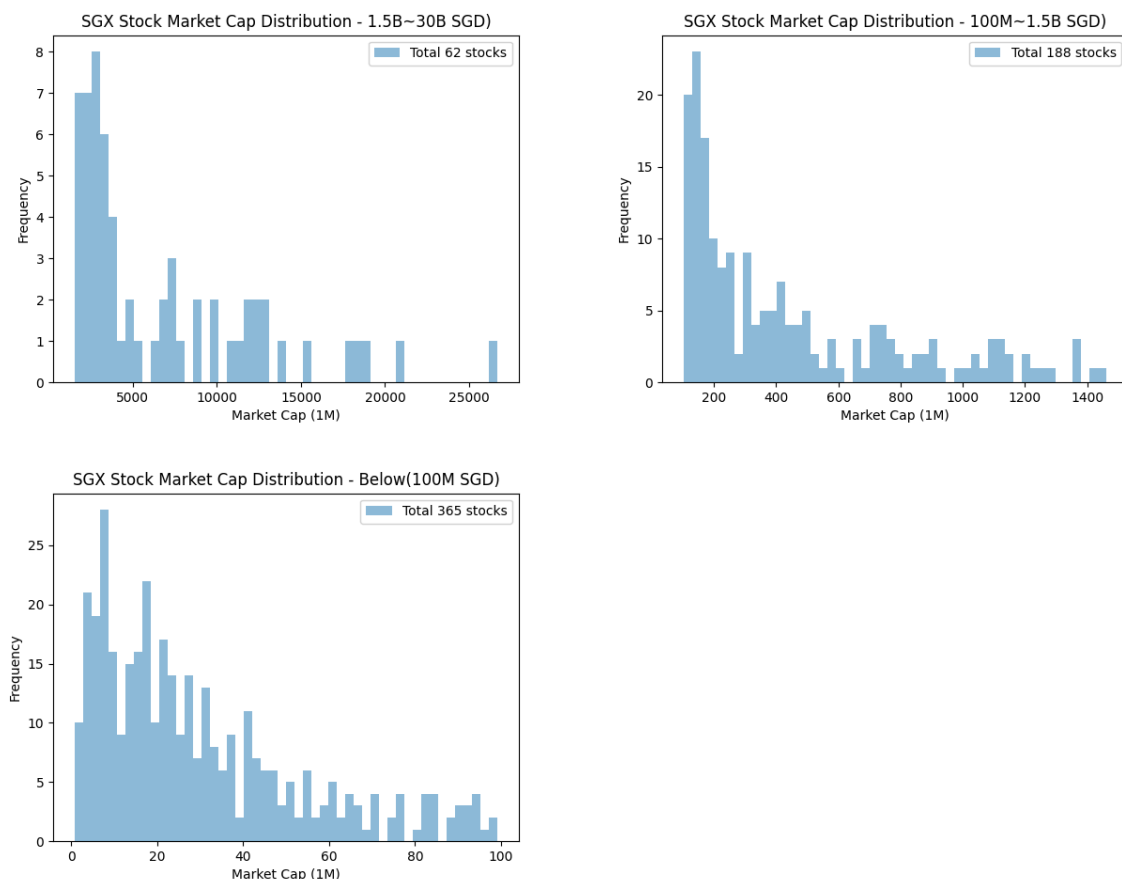 SGX Stock Market Cap Distribution - 1.5B~30B SGD)
Total 62 stocks
Frequency
8
7
6
5
4
3
2
1
0
5000 10000 15000 20000 25000
Market Cap (1M)
SGX Stock Market Cap Distribution - 100M~1.5B SGD)
Total 188 stocks
Frequency
20
15
10
5
0
200 400 600 800 1000 1200 1400
Market Cap (1M)
SGX Stock Market Cap Distribution - Below(100M SGD)
Total 365 stocks
Frequency
25
20
15
10
5
0
0 20 40 60 80 100
Market Cap (1M)